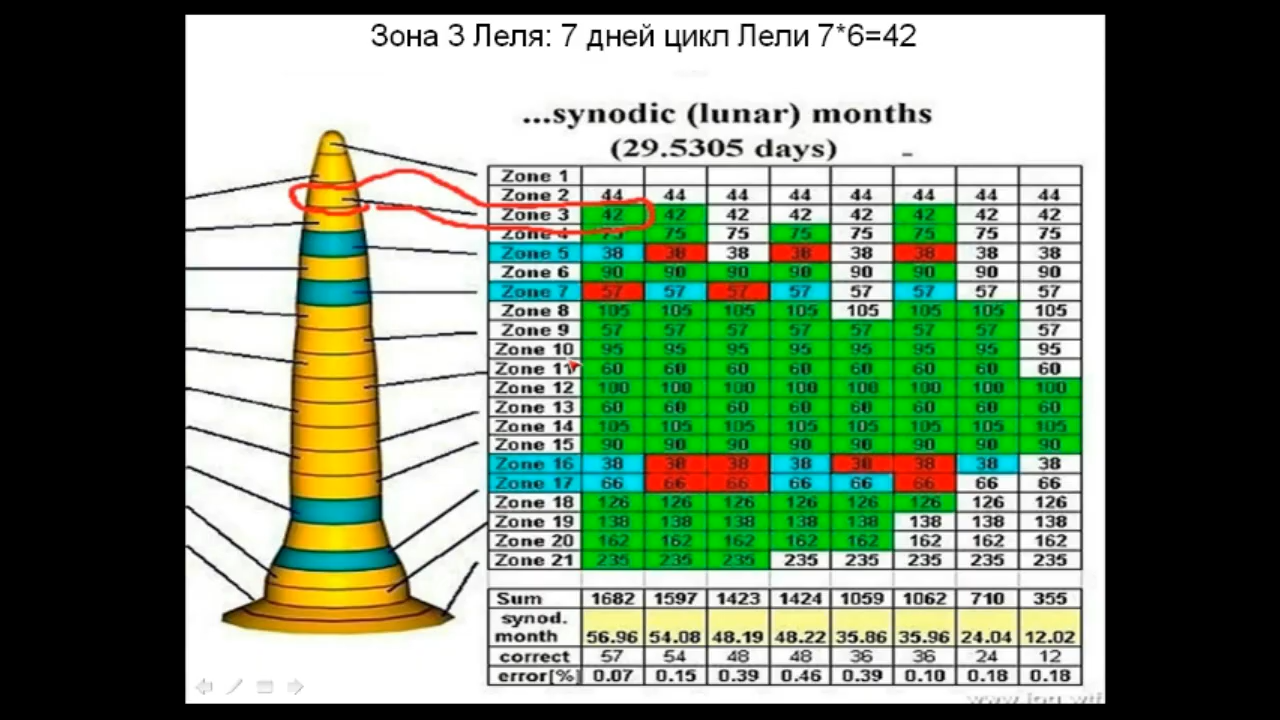 Зона 3 Леля: 7 дней цикл Лели 7*6=42
...synodic (lunar) months
(29.5305 days)
Zone 1
Zone 2 44 44 44 44 44 44 44 44
Zone 3 42 42 42 42 42 42 42 42
Zone 4 75 75 75 75 75 75 75 75
Zone 5 38 38 38 38 38 38 38 38
Zone 6 90 90 90 90 90 90 90 90
Zone 7 57 57 57 57 57 57 57 57
Zone 8 105 105 105 105 105 105 105 105
Zone 9 57 57 57 57 57 57 57 57
Zone 10 95 95 95 95 95 95 95 95
Zone 11 60 60 60 60 60 60 60 60
Zone 12 100 100 100 100 100 100 100 100
Zone 13 60 60 60 60 60 60 60 60
Zone 14 105 105 105 105 105 105 105 105
Zone 15 90 90 90 90 90 90 90 90
Zone 16 38 38 38 38 38 38 38 38
Zone 17 66 66 66 66 66 66 66 66
Zone 18 126 126 126 126 126 126 126 126
Zone 19 138 138 138 138 138 138 138 138
Zone 20 162 162 162 162 162 162 162 162
Zone 21 235 235 235 235 235 235 235 235
Sum 1682 1597 1423 1424 1059 1062 710 355
synod.
month 56.96 54.08 48.19 48.22 35.86 35.96 24.04 12.02
correct 57 54 48 48 36 36 24 12
error[%] 0.07 0.15 0.39 0.46 0.39 0.10 0.18 0.18